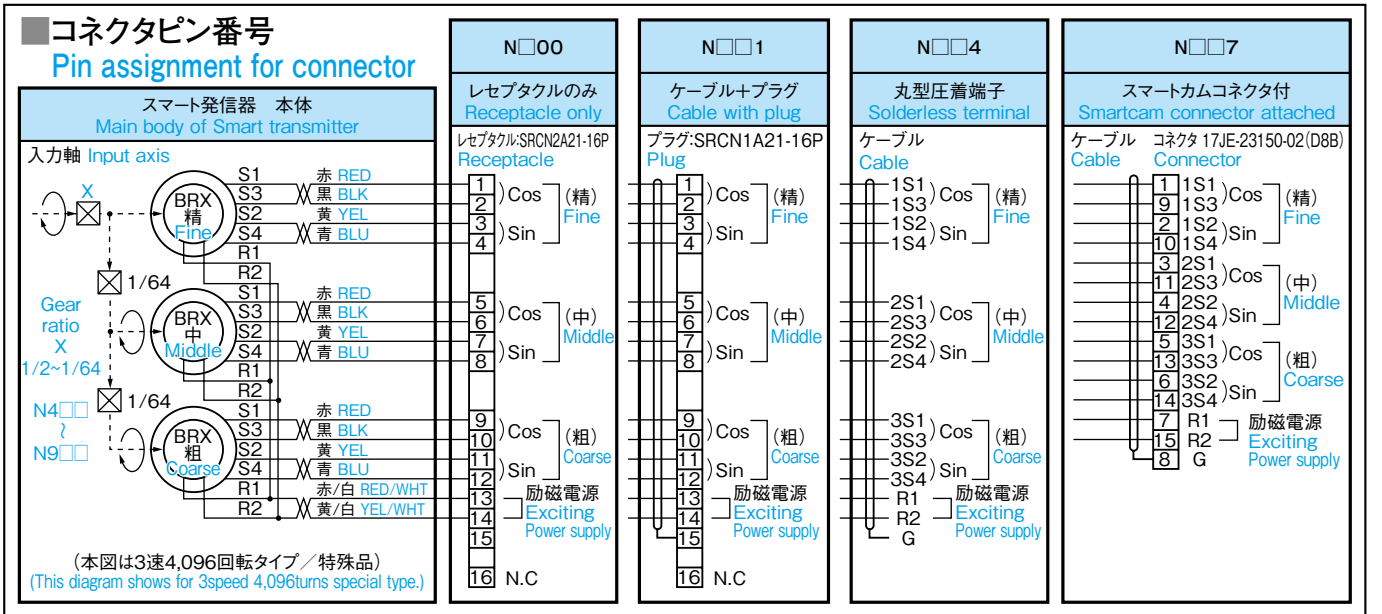 ■コネクタピン番号
Pin assignment for connector
スマート発信器 本体
Main body of Smart transmitter
入力軸 Input axis
X
BRX
精
Fine
S1 赤 RED
S3 黒 BLK
S2 黄 YEL
S4 青 BLU
R1
R2
1/64
Gear
ratio
X
1/2~1/64
BRX
中
Middle
S1 赤 RED
S3 黒 BLK
S2 黄 YEL
S4 青 BLU
R1
R2
1/64
N4□□
~
N9□□
BRX
粗
Coarse
S1 赤 RED
S3 黒 BLK
S2 黄 YEL
S4 青 BLU
R1 赤/白 RED/WHT
R2 黄/白 YEL/WHT
(本図は3速4,096回転タイプ/特殊品)
(This diagram shows for 3speed 4,096turns special type.)
N□00
レセプタクルのみ
Receptacle only
レセプタクル:SRCN2A21-16P
Receptacle
1
2
)Cos
3
4
)Sin
(精)
Fine
5
6
)Cos
7
8
)Sin
(中)
Middle
9
10
)Cos
11
12
)Sin
(粗)
Coarse
13
14
励磁電源
Exciting
Power supply
15
16 N.C
N□□1
ケーブル+プラグ
Cable with plug
プラグ:SRCN1A21-16P
Plug
1
2
)Cos
3
4
)Sin
(精)
Fine
5
6
)Cos
7
8
)Sin
(中)
Middle
9
10
)Cos
11
12
)Sin
(粗)
Coarse
13
14
励磁電源
Exciting
Power supply
15
16 N.C
N□□4
丸型圧着端子
Solderless terminal
ケーブル
Cable
1S1
1S3
)Cos
1S2
1S4
)Sin
(精)
Fine
2S1
2S3
)Cos
2S2
2S4
)Sin
(中)
Middle
3S1
3S3
)Cos
3S2
3S4
)Sin
(粗)
Coarse
R1
R2
励磁電源
Exciting
Power supply
G
N□□7
スマートカムコネクタ付
Smartcam connector attached
ケーブル コネクタ 17JE-23150-02(D8B)
Cable Connector
1 1S1
9 1S3
)Cos
2 1S2
10 1S4
)Sin
(精)
Fine
3 2S1
11 2S3
)Cos
4 2S2
12 2S4
)Sin
(中)
Middle
5 3S1
13 3S3
)Cos
6 3S2
14 3S4
)Sin
(粗)
Coarse
7 R1
15 R2
励磁電源
Exciting
Power supply
8 G